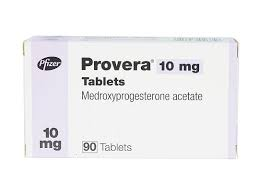 Pfizer
Provera® 10 mg
Tablets
Medroxyprogesterone acetate
10
mg
90 Tablets